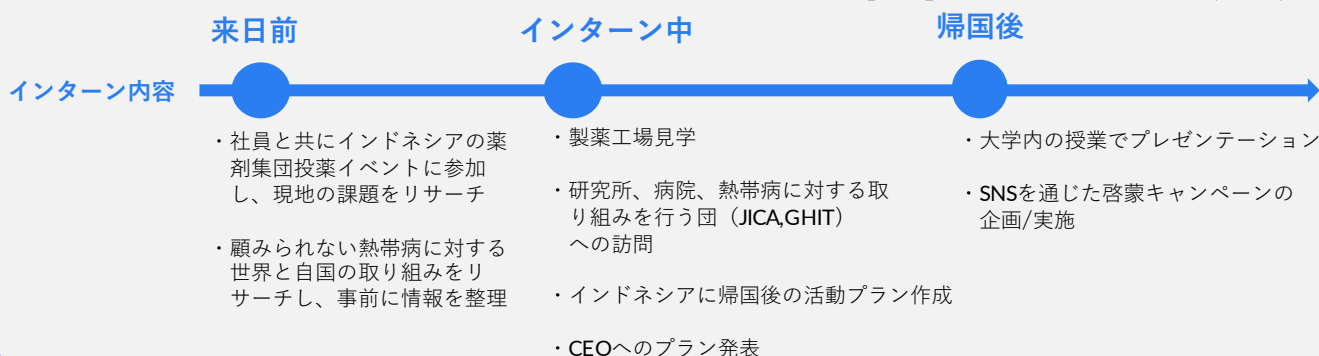 来日前
インターン中
帰国後
インターン内容
・社員と共にインドネシアの薬
剤集団投薬イベントに参加
し、現地の課題をリサーチ
・顧みられない熱帯病に対する
世界と自国の取り組みをリ
サーチし、事前に情報を整理
・製薬工場見学
・研究所、病院、熱帯病に対する取
り組みを行う団（JICA,GHIT）
への訪問
・インドネシアに帰国後の活動プラン作成
・CEOへのプラン発表
・大学内の授業でプレゼンテーション
・SNSを通じた啓蒙キャンペーンの
企画/実施